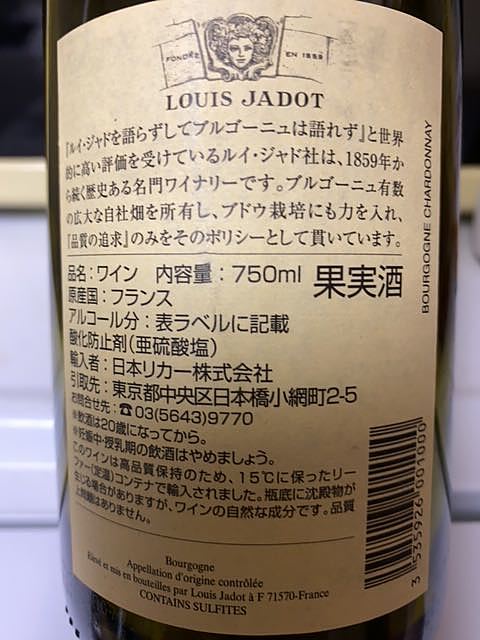 FONDÉE EN 1859
LOUIS JADOT
『ルイ・ジャドを語らずしてブルゴーニュは語れず』と世界
的に高い評価を受けているルイ・ジャド社は、1859年か
ら続く歴史ある名門ワイナリーです。ブルゴーニュ有数
の広大な自社畑を所有し、ブドウ栽培にも力を入れ、
『品質の追求』のみをそのポリシーとして貫いています。
品名：ワイン 内容量：750ml 果実酒
原産国：フランス
アルコール分：表ラベルに記載
酸化防止剤（亜硫酸塩）
輸入者：日本リカー株式会社
引取先：東京都中央区日本橋小網町2-5
お問合せ先：☎03(5643)9770
※飲酒は20歳になってから。
※妊娠中・授乳期の飲酒はやめましょう。
このワインは高品質保持のため、15℃に保ったリー
ファー（定温）コンテナで輸入されました。瓶底に沈殿物が
生じる場合がありますが、ワインの自然な成分です。品質
上問題はありません。
Bourgogne
Appellation d'origine contrôlée
Elevé et mis en bouteilles par Louis Jadot à F 71570-France
CONTAINS SULFITES
BOURGOGNE CHARDONNAY
3 535926 001000